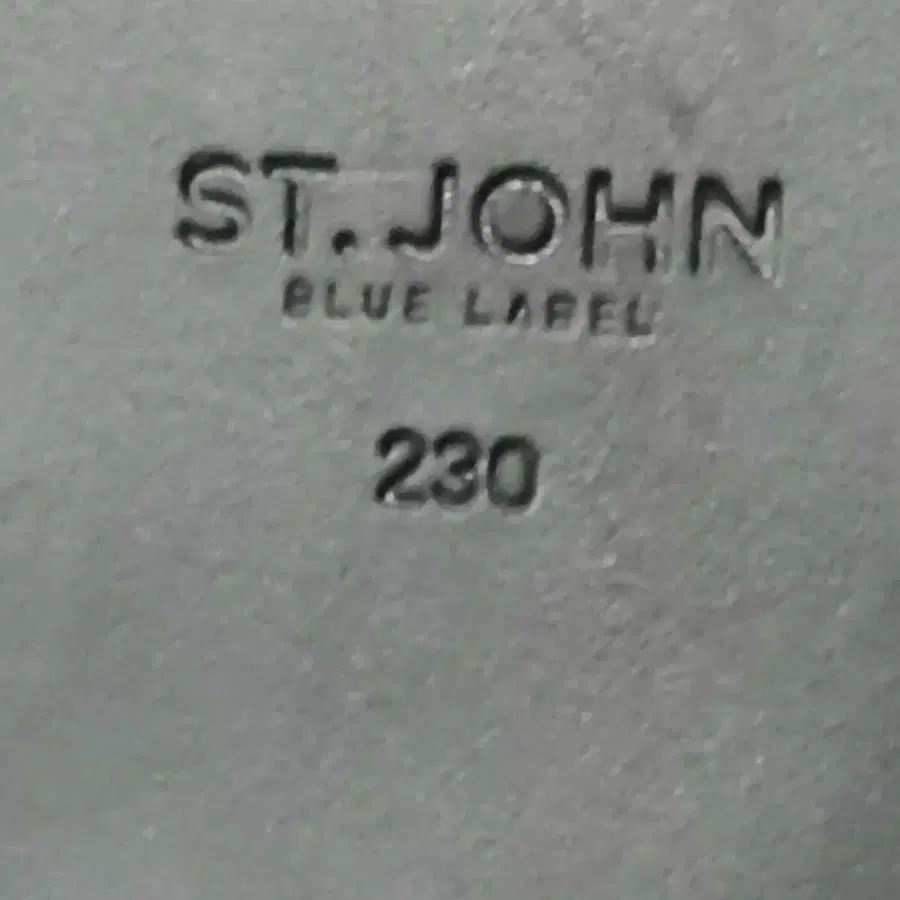 ST. JOHN
BLUE LABEL
230